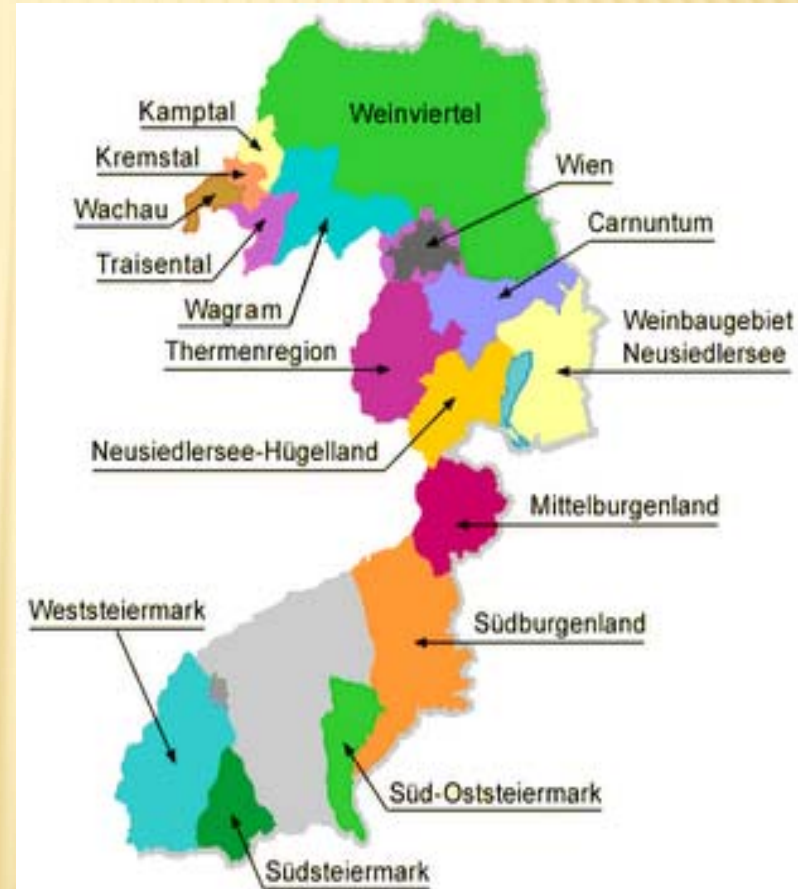 Kamptal
Weinviertel
Kremstal
Wien
Wachau
Carnuntum
Traisental
Wagram
Weinbaugebiet
Neusiedlersee
Thermenregion
Neusiedlersee-Hügelland
Mittelburgenland
Weststeiermark
Südburgenland
Süd-Oststeiermark
Südsteiermark